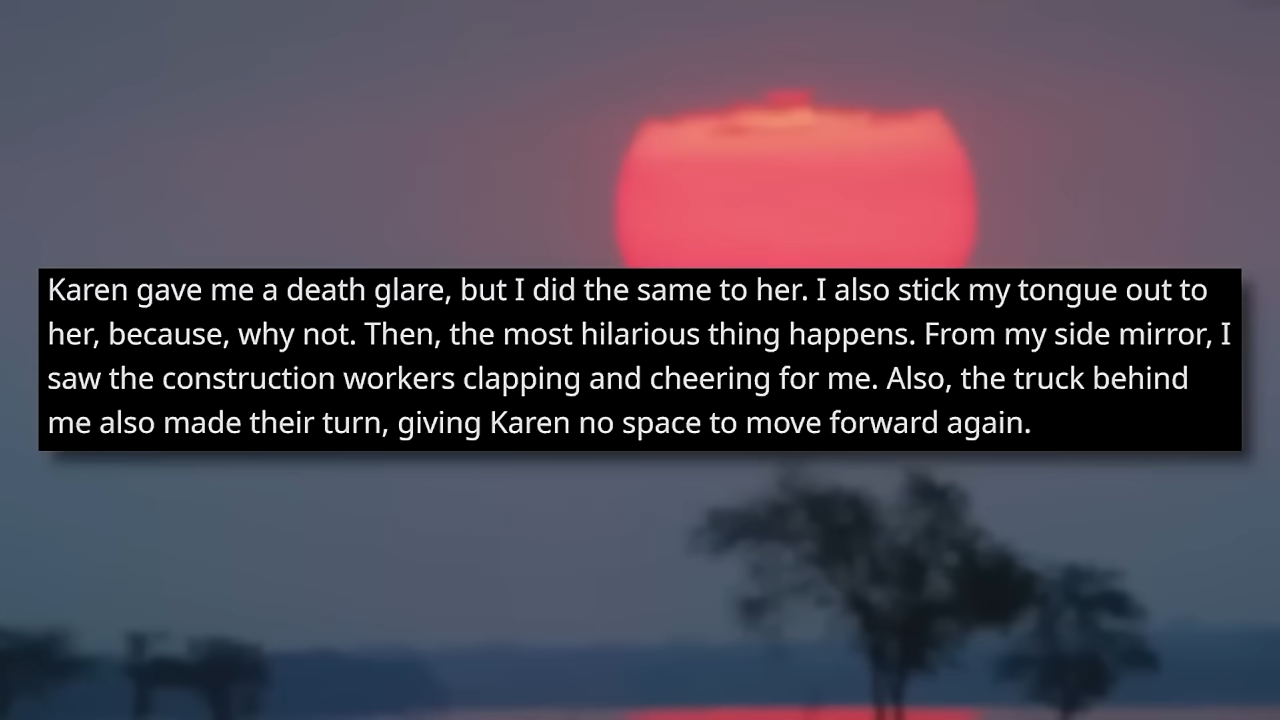 Karen gave me a death glare, but I did the same to her. I also stick my tongue out to
her, because, why not. Then, the most hilarious thing happens. From my side mirror, I
saw the construction workers clapping and cheering for me. Also, the truck behind
me also made their turn, giving Karen no space to move forward again.